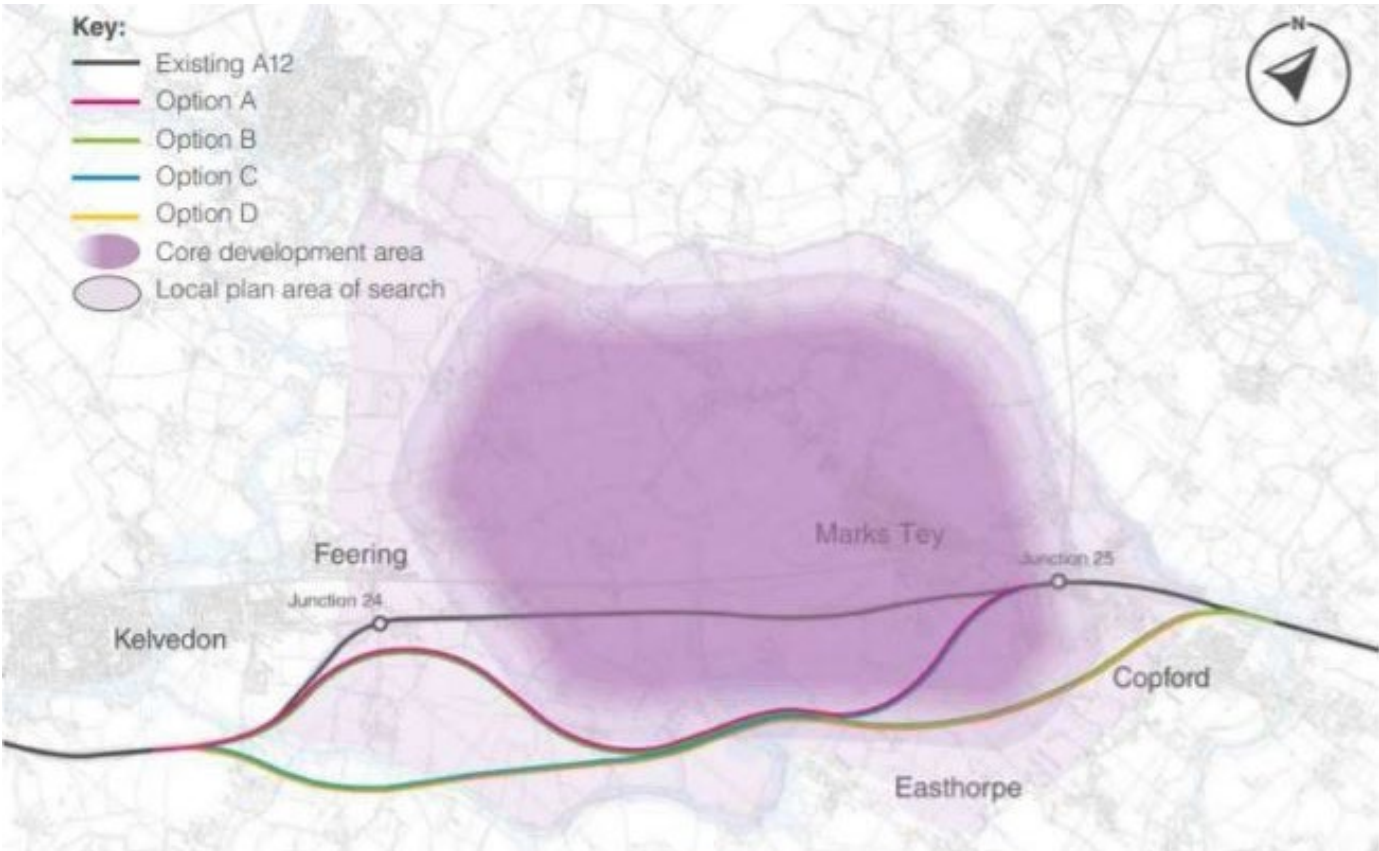 Key:
Existing A12
Option A
Option B
Option C
Option D
Core development area
Local plan area of search
N
Marks Tey
Junction 25
Feering
Junction 24
Kelvedon
Copford
Easthorpe